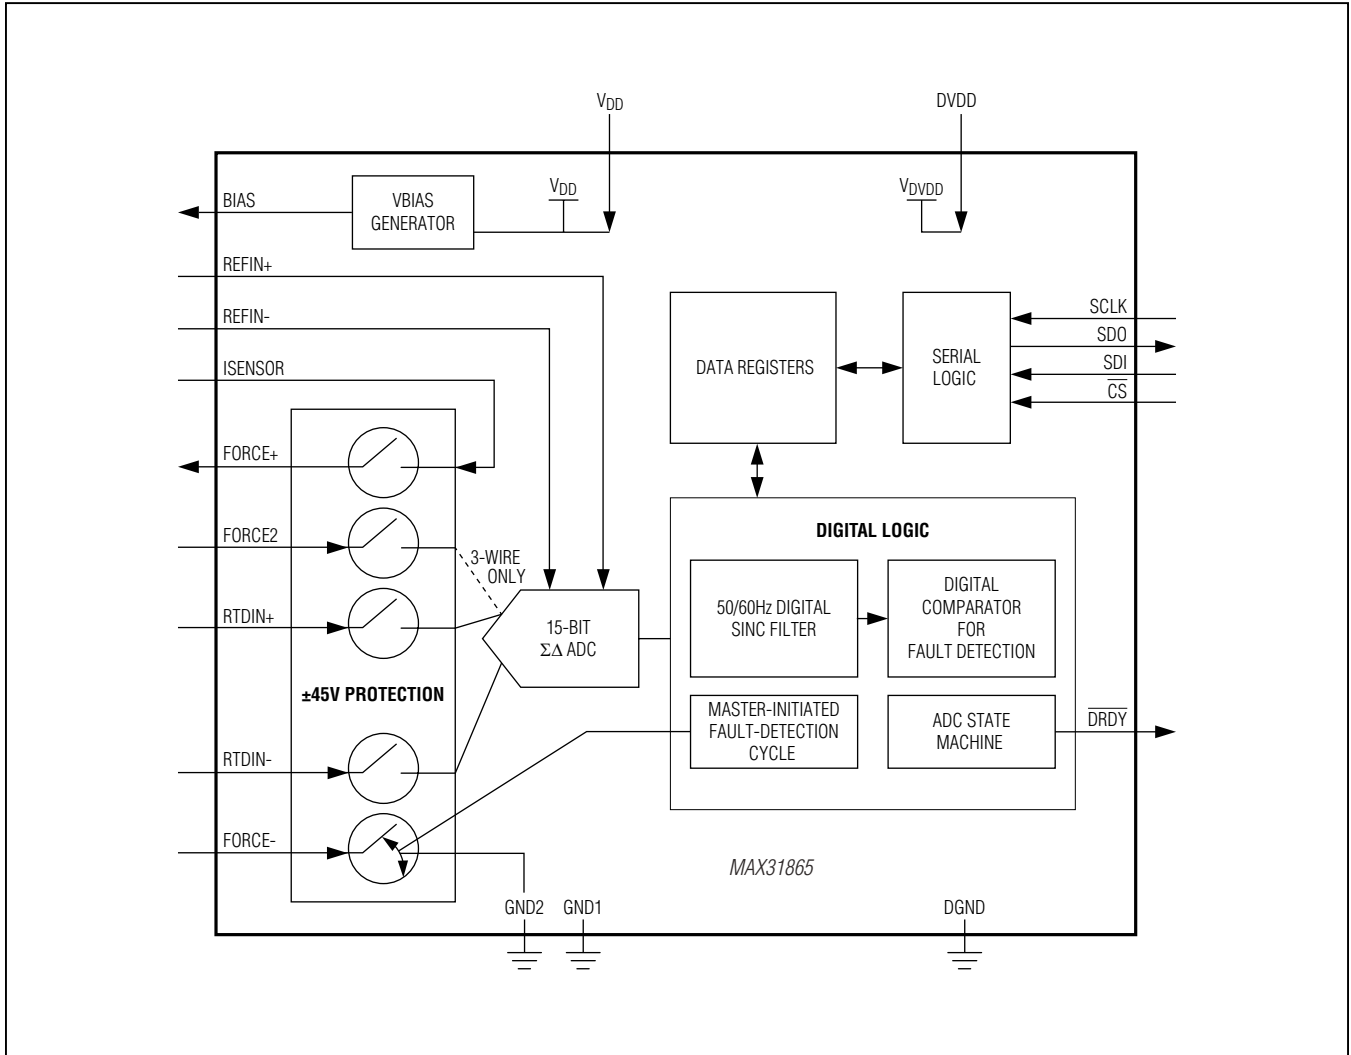 VDD
DVDD
BIAS
VBIAS
GENERATOR
VDD
VDVDD
REFIN+
REFIN-
ISENSOR
FORCE+
FORCE2
RTDIN+
±45V PROTECTION
RTDIN-
FORCE-
3-WIRE
ONLY
15-BIT
ΣΔ ADC
DATA REGISTERS
SERIAL
LOGIC
SCLK
SDO
SDI
CS
DIGITAL LOGIC
50/60Hz DIGITAL
SINC FILTER
DIGITAL
COMPARATOR
FOR
FAULT DETECTION
MASTER-INITIATED
FAULT-DETECTION
CYCLE
ADC STATE
MACHINE
DRDY
MAX31865
GND2
GND1
DGND